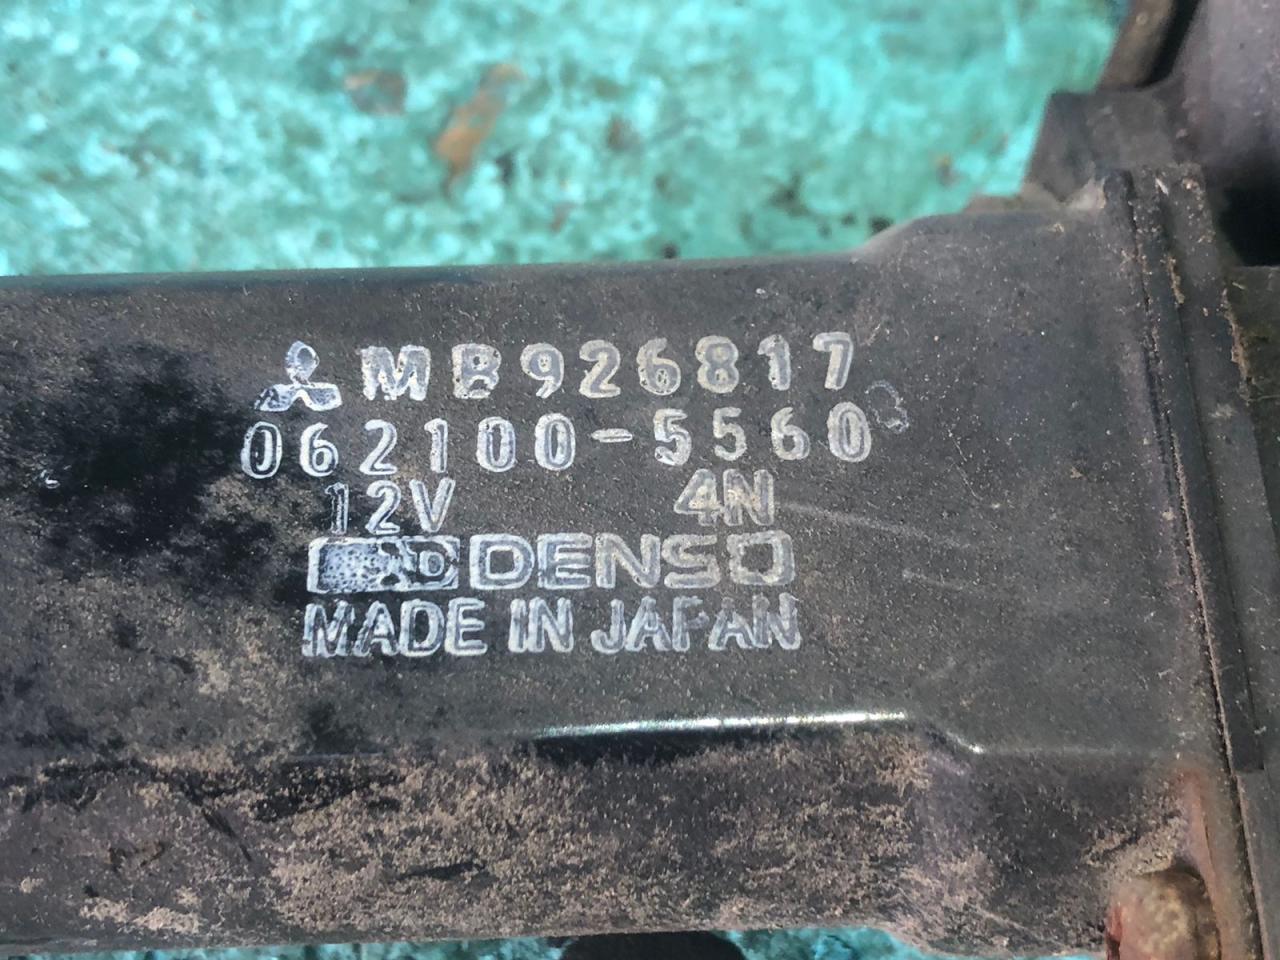 MB926817
062100-5560
12V 4N
DENSO
MADE IN JAPAN